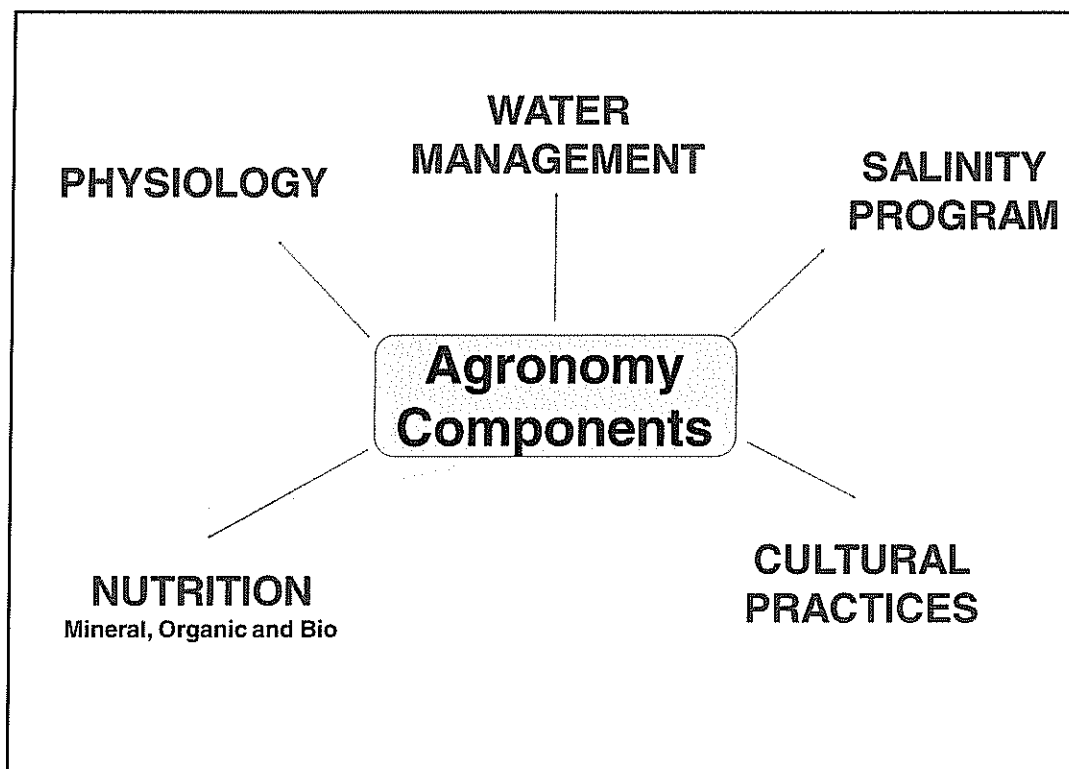 WATER
MANAGEMENT
PHYSIOLOGY
SALINITY
PROGRAM
Agronomy
Components
NUTRITION
Mineral, Organic and Bio
CULTURAL
PRACTICES